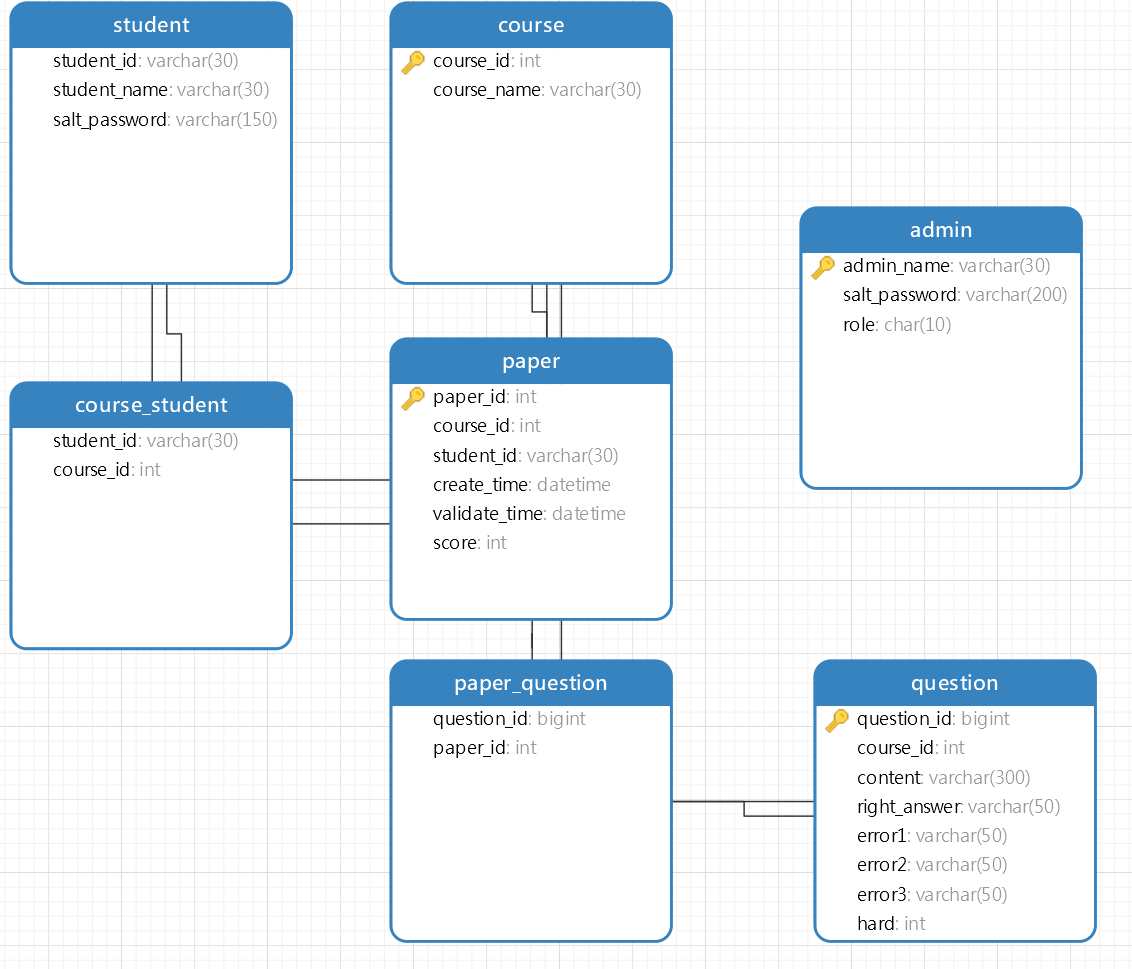 student
student_id: varchar(30)
student_name: varchar(30)
salt_password: varchar(150)
course
course_id: int
course_name: varchar(30)
admin
admin_name: varchar(30)
salt_password: varchar(200)
role: char(10)
course_student
student_id: varchar(30)
course_id: int
paper
paper_id: int
course_id: int
student_id: varchar(30)
create_time: datetime
validate_time: datetime
score: int
paper_question
question_id: bigint
paper_id: int
question
question_id: bigint
course_id: int
content: varchar(300)
right_answer: varchar(50)
error1: varchar(50)
error2: varchar(50)
error3: varchar(50)
hard: int